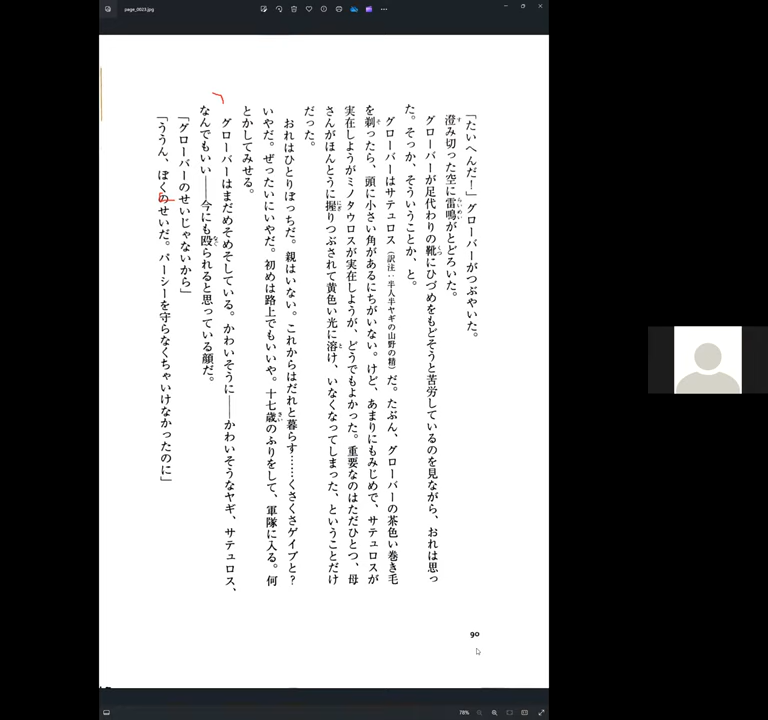 page_0023.jpg
「たいへんだ！」グローバーがつぶやいた。
澄み切った空に雷鳴がとどろいた。
グローバーが足代わりの靴にひづめをもどそうと苦労しているのを見ながら、おれは思っ
た。そっか、そういうことか、と。
グローバーはサテュロス（訳注：半人半ヤギの山野の精）だ。たぶん、グローバーの茶色い巻き毛
を剃ったら、頭に小さい角があるにちがいない。けど、あまりにもみじめで、サテュロスが
実在しようがミノタウロスが実在しようが、どうでもよかった。重要なのはただひとつ、母
さんがほんとうに握りつぶされて黄色い光に溶け、いなくなってしまった、ということだけ
だった。
おれはひとりぼっちだ。親はいない。これからはだれと暮らす……くさくさゲイブと？
いやだ。ぜったいにいやだ。初めは路上でもいいや。十七歳のふりをして、軍隊に入る。何
とかしてみせる。
グローバーはまだめそめそしている。かわいそうに――かわいそうなヤギ、サテュロス、
なんでもいい――今にも殴られると思っている顔だ。
「グローバーのせいじゃないから」
「ううん、ぼくのせいだ。パーシーを守らなくちゃいけなかったのに」
90
78%